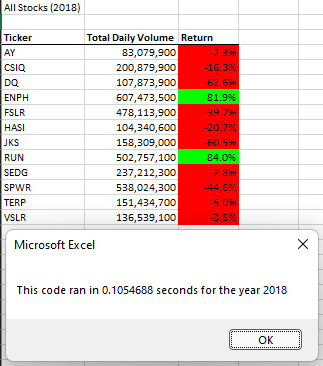 All Stocks (2018)
Ticker Total Daily Volume Return
AY 83,079,900 -7.3%
CSIQ 200,879,900 -16.3%
DQ 107,873,900 -62.6%
ENPH 607,473,500 81.9%
FSLR 478,113,900 -39.7%
HASI 104,340,600 -20.7%
JKS 158,309,000 -60.5%
RUN 502,757,100 84.0%
SEDG 237,212,300 -7.8%
SPWR 538,024,300 -44.6%
TERP 151,434,700 -5.0%
VSLR 136,539,100 -3.5%
Microsoft Excel
This code ran in 0.1054688 seconds for the year 2018
OK